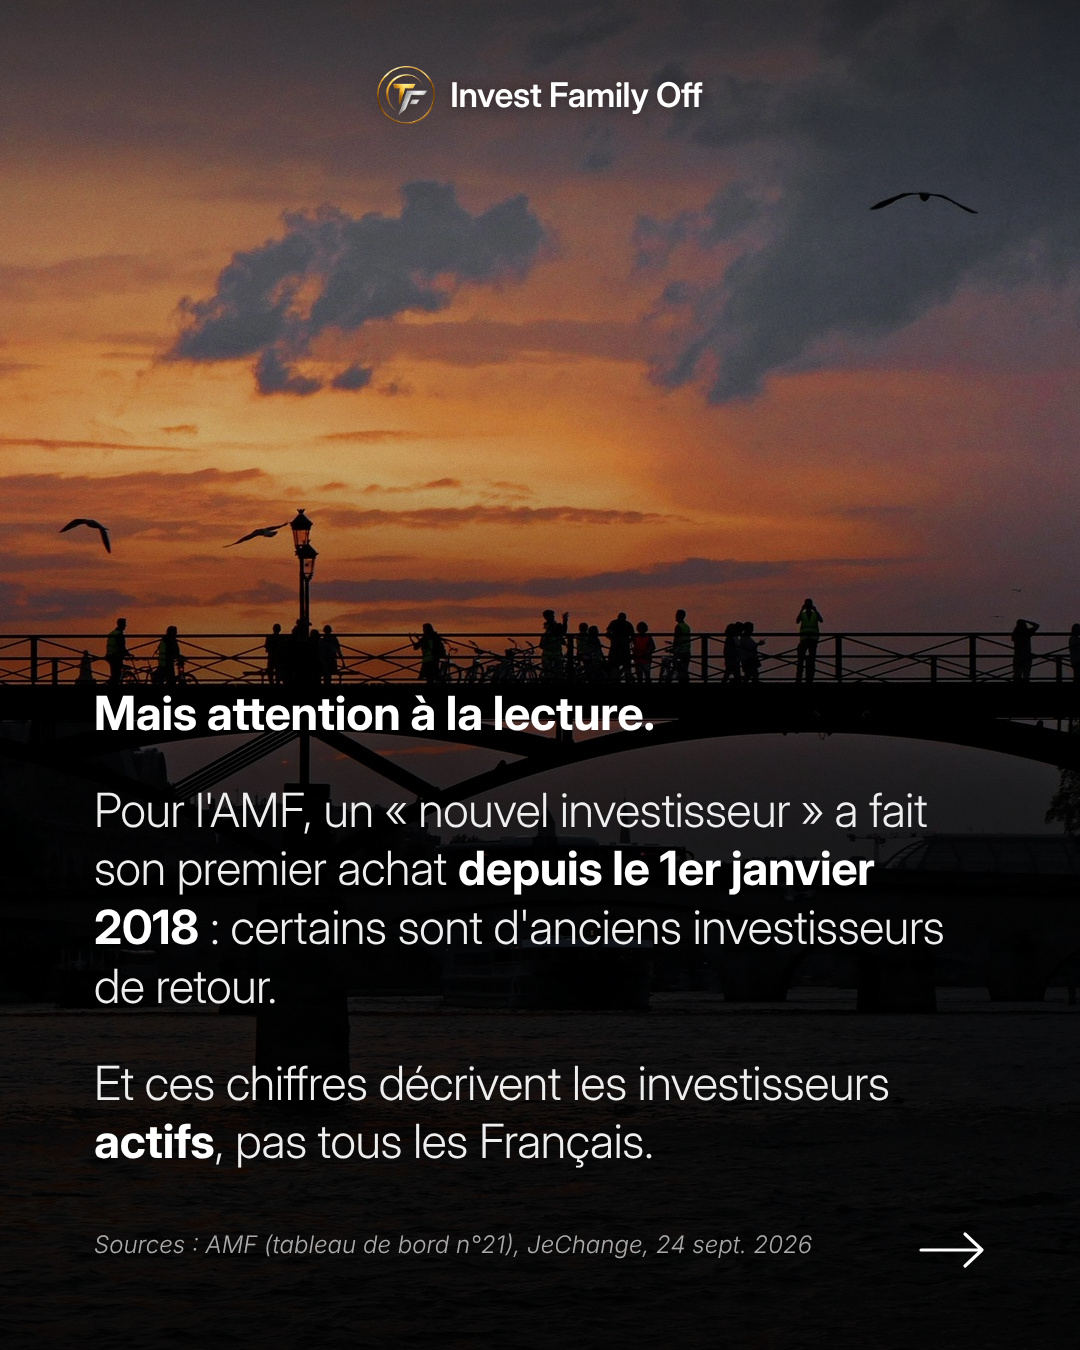 Invest Family Off
Mais attention à la lecture.
Pour l'AMF, un « nouvel investisseur » a fait
son premier achat depuis le 1er janvier
2018 : certains sont d'anciens investisseurs
de retour.
Et ces chiffres décrivent les investisseurs
actifs, pas tous les Français.
Sources : AMF (tableau de bord n°21), JeChange, 24 sept. 2026